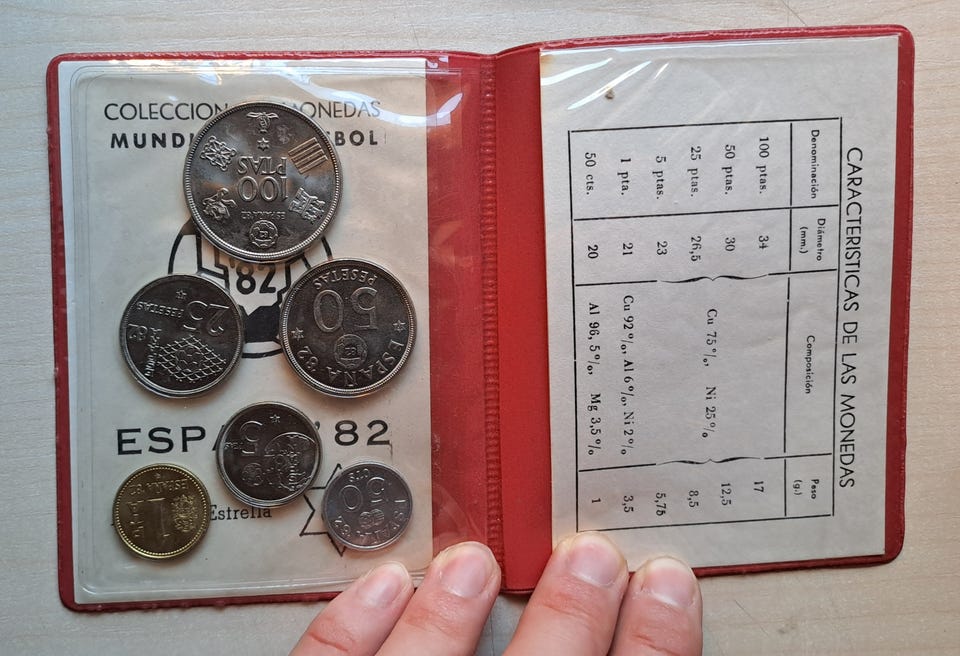 COLECCION MONEDAS
MUNDI BOL
100
PTAS
'82
25
PESETAS
50 PESETAS
ESPAÑA '82
ESP '82
5
1
Estrella
50
CTS
CARACTERISTICAS DE LAS MONEDAS
Denominación Diámetro (mm.) Composición Peso (g.)
100 ptas. 34 17
50 ptas. 30 12,5
25 ptas. 26,5 Cu 75 %, Ni 25 % 8,5
5 ptas. 23 5,75
1 pta. 21 Cu 92 %, Al 6 %, Ni 2 % 3,5
50 cts. 20 Al 96, 5 %, Mg 3,5 % 1